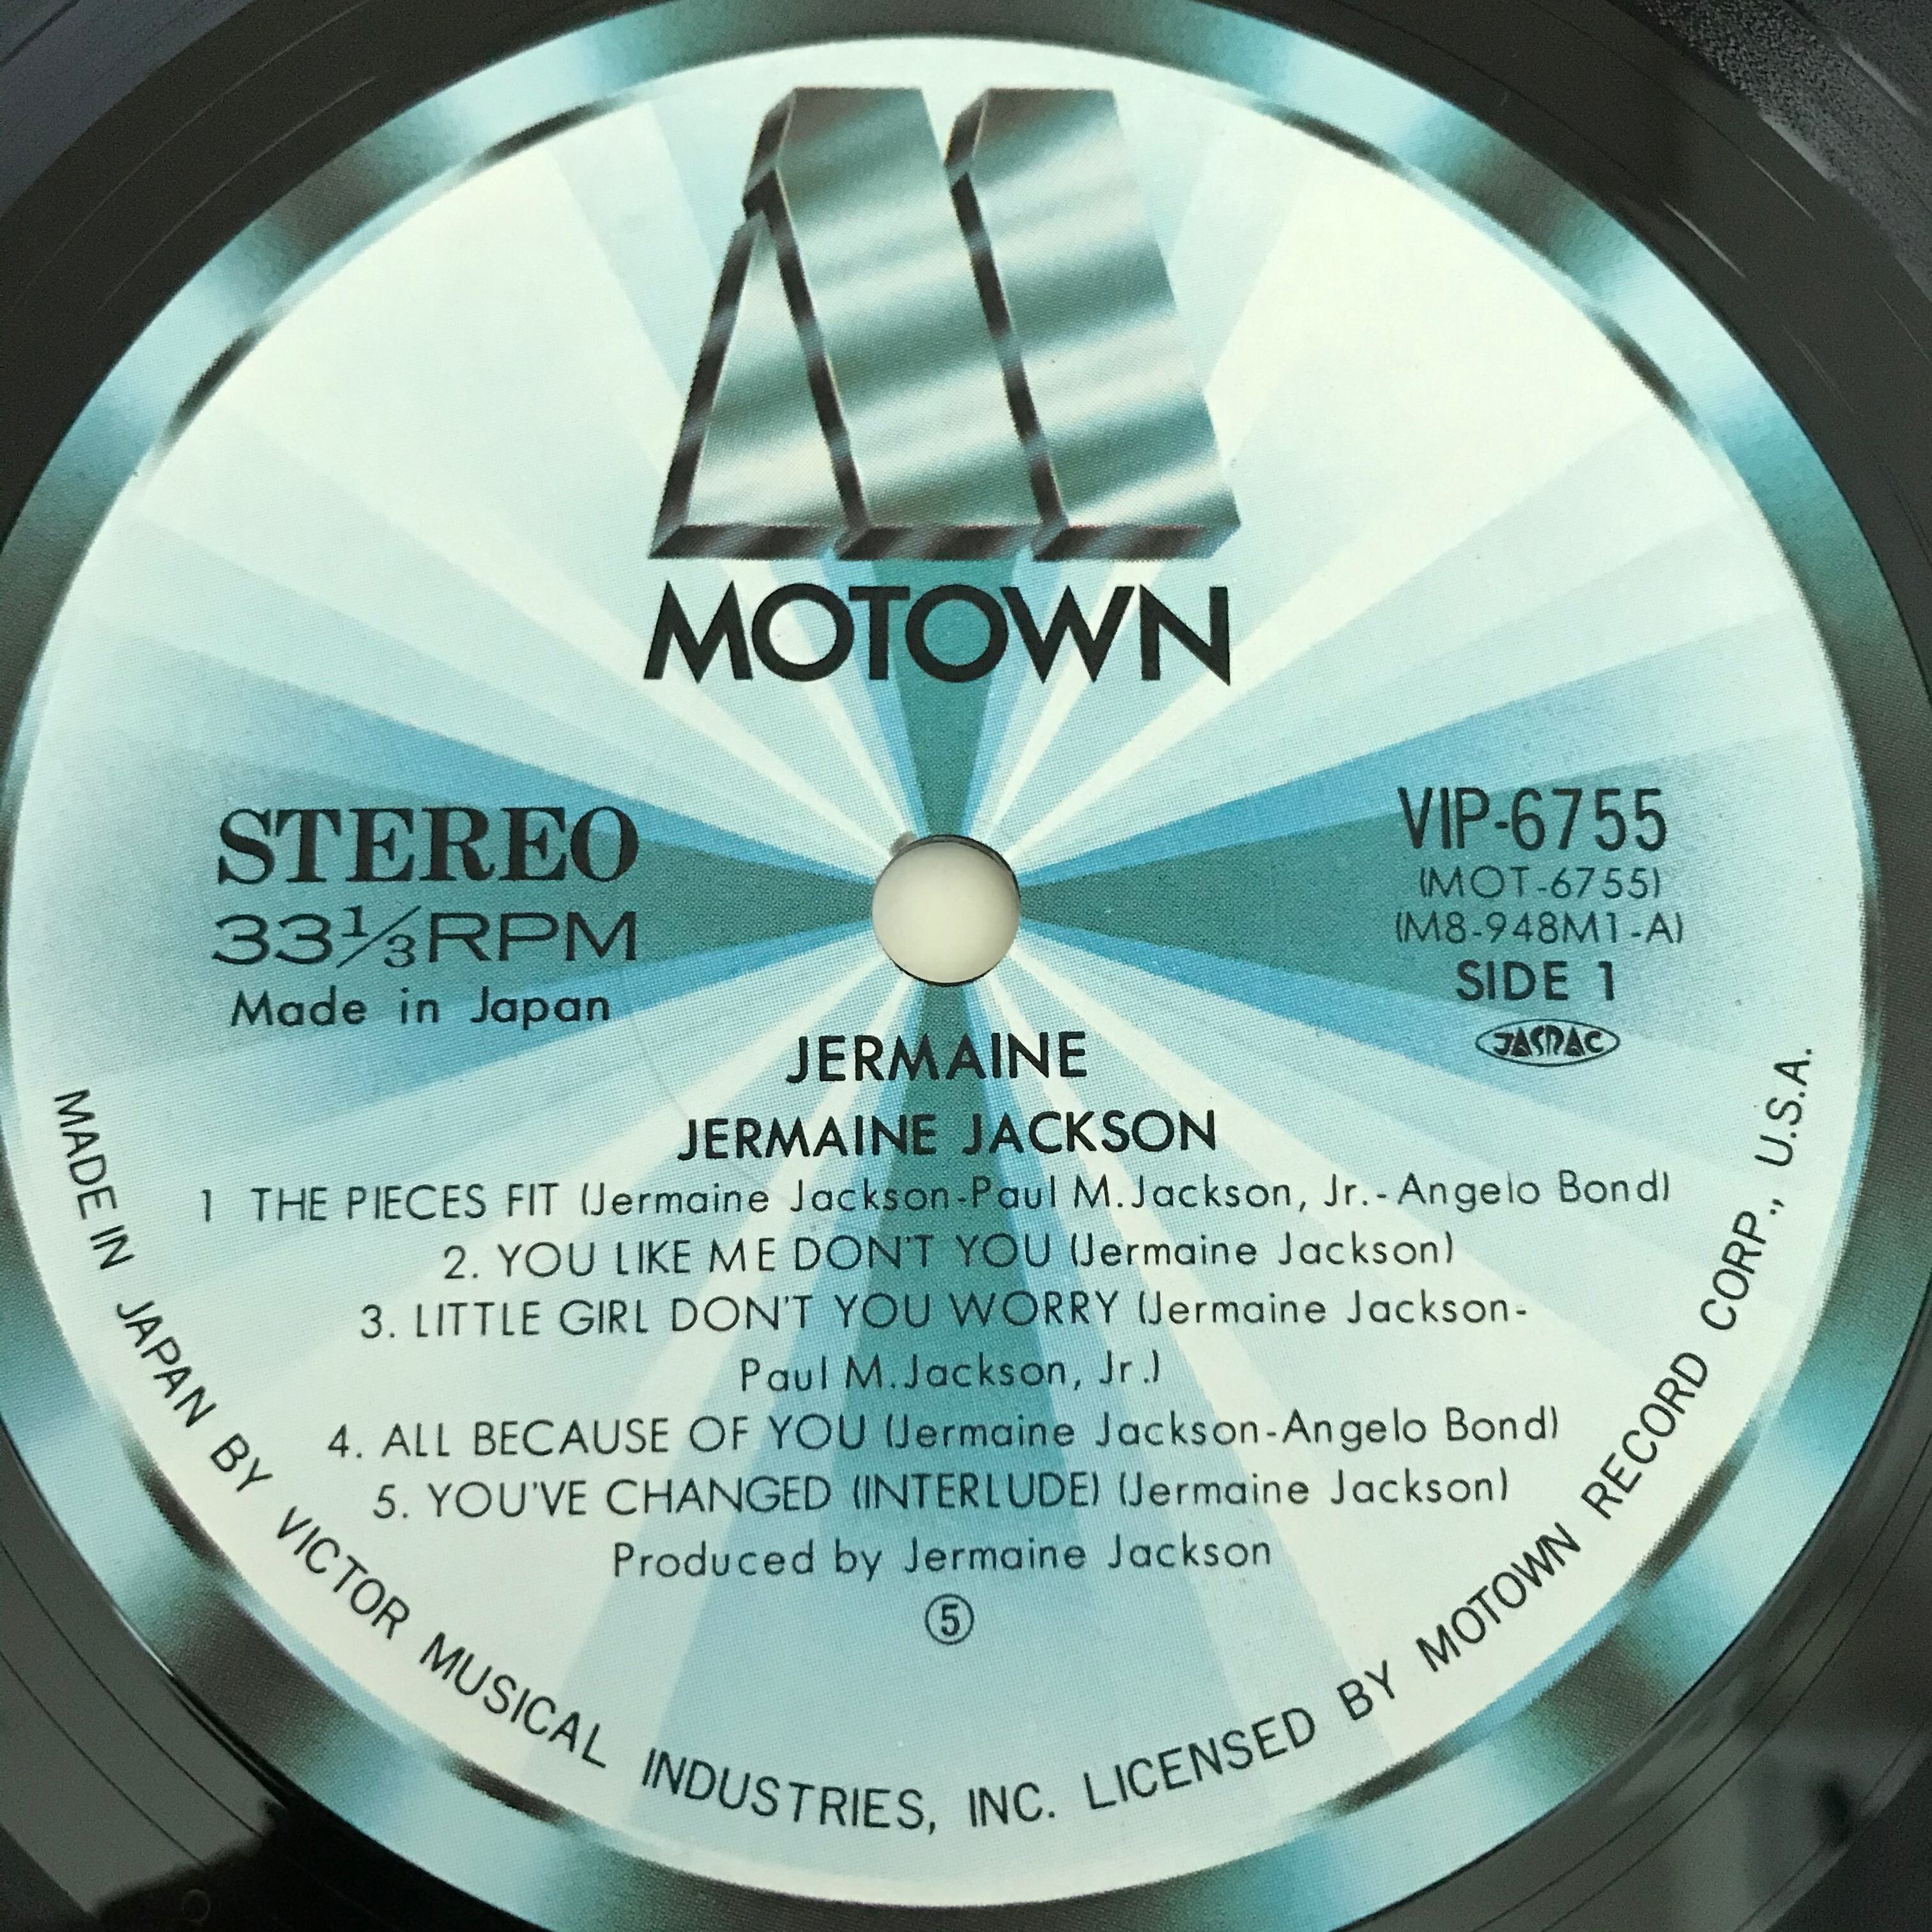 MOTOWN
STEREO
33⅓RPM
Made in Japan
VIP-6755
(MOT-6755)
(M8-948M1-A)
SIDE 1
JASRAC
JERMAINE
JERMAINE JACKSON
1 THE PIECES FIT (Jermaine Jackson-Paul M.Jackson, Jr.-Angelo Bond)
2. YOU LIKE ME DON'T YOU (Jermaine Jackson)
3. LITTLE GIRL DON'T YOU WORRY (Jermaine Jackson-
Paul M.Jackson, Jr.)
4. ALL BECAUSE OF YOU (Jermaine Jackson-Angelo Bond)
5. YOU'VE CHANGED (INTERLUDE) (Jermaine Jackson)
Produced by Jermaine Jackson
⑤
MADE IN JAPAN BY VICTOR MUSICAL INDUSTRIES, INC. LICENSED BY MOTOWN RECORD CORP., U.S.A.